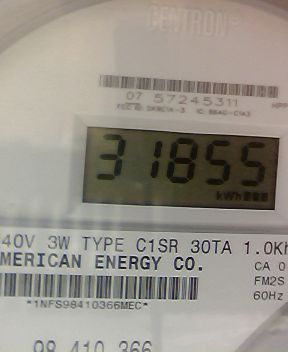 CENTRON®
07 57245311
31855
kWh
40V 3W TYPE C1SR 30TA 1.0Kh
MERICAN ENERGY CO.
CA 0
FM2S
60Hz
*1NFS98410366MEC*
98 410 366